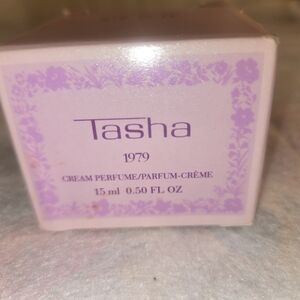 Tasha
1979
CREAM PERFUME/PARFUM-CRÈME
15 ml 0.50 FL OZ